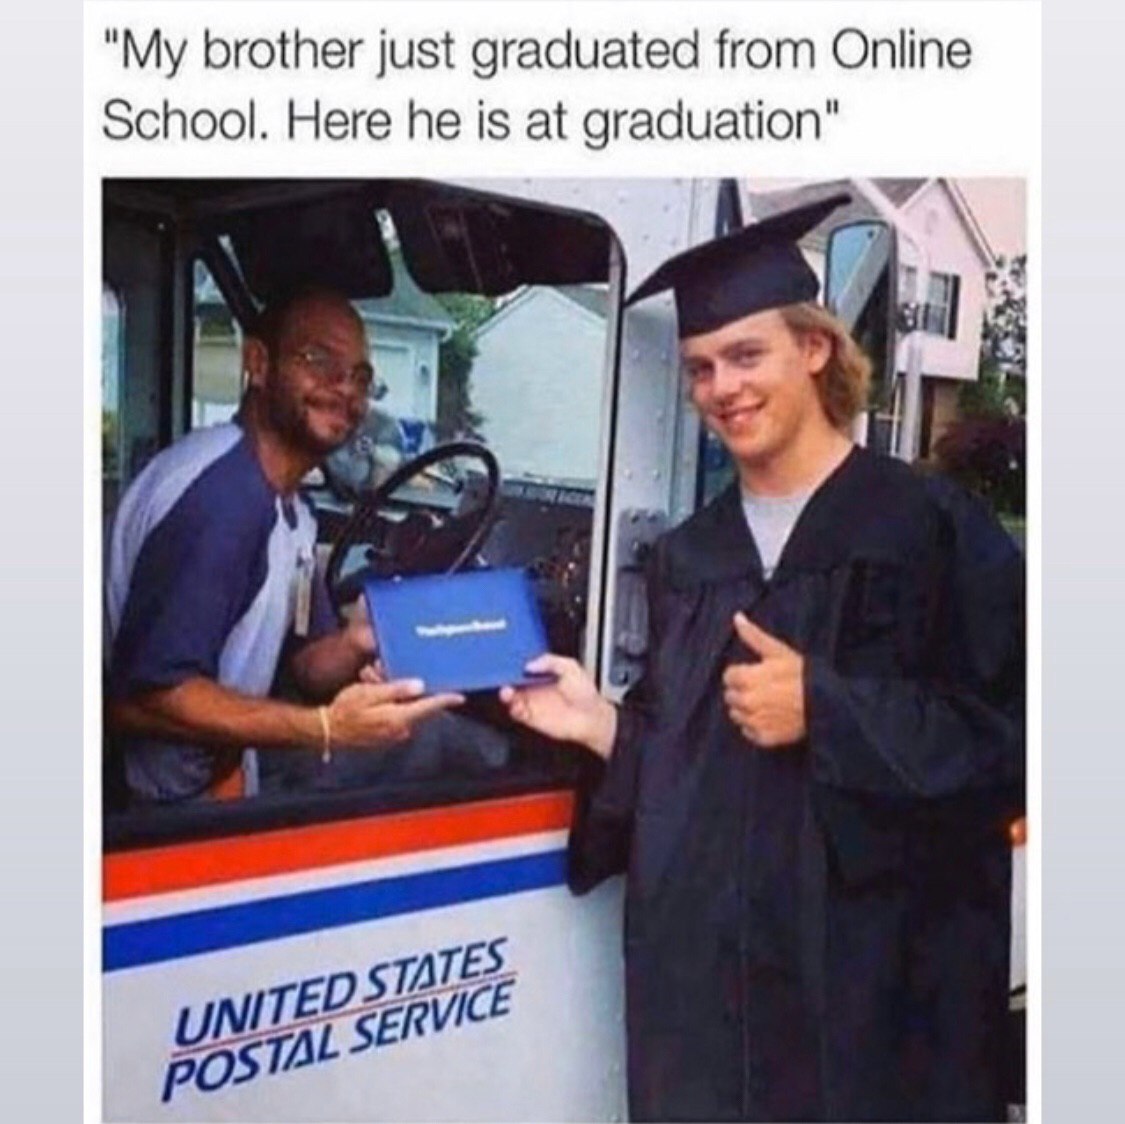 "My brother just graduated from Online
School. Here he is at graduation"
UNITED STATES
POSTAL SERVICE